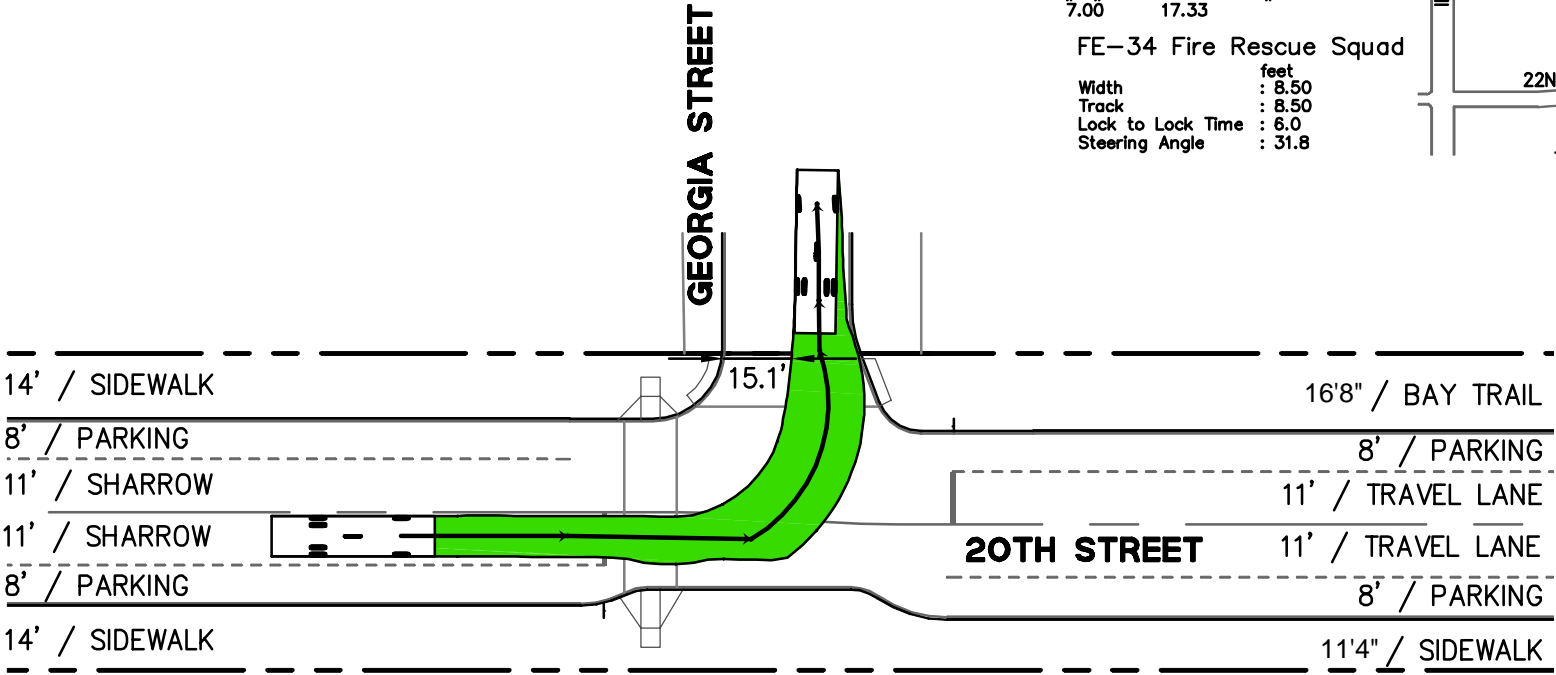 7.00 17.33
FE-34 Fire Rescue Squad
feet
Width : 8.50
Track : 8.50
Lock to Lock Time : 6.0
Steering Angle : 31.8
22N
GEORGIA STREET
14' / SIDEWALK
15.1'
16'8" / BAY TRAIL
8' / PARKING
8' / PARKING
11' / SHARROW
11' / TRAVEL LANE
11' / SHARROW
20TH STREET
11' / TRAVEL LANE
8' / PARKING
8' / PARKING
14' / SIDEWALK
11'4" / SIDEWALK